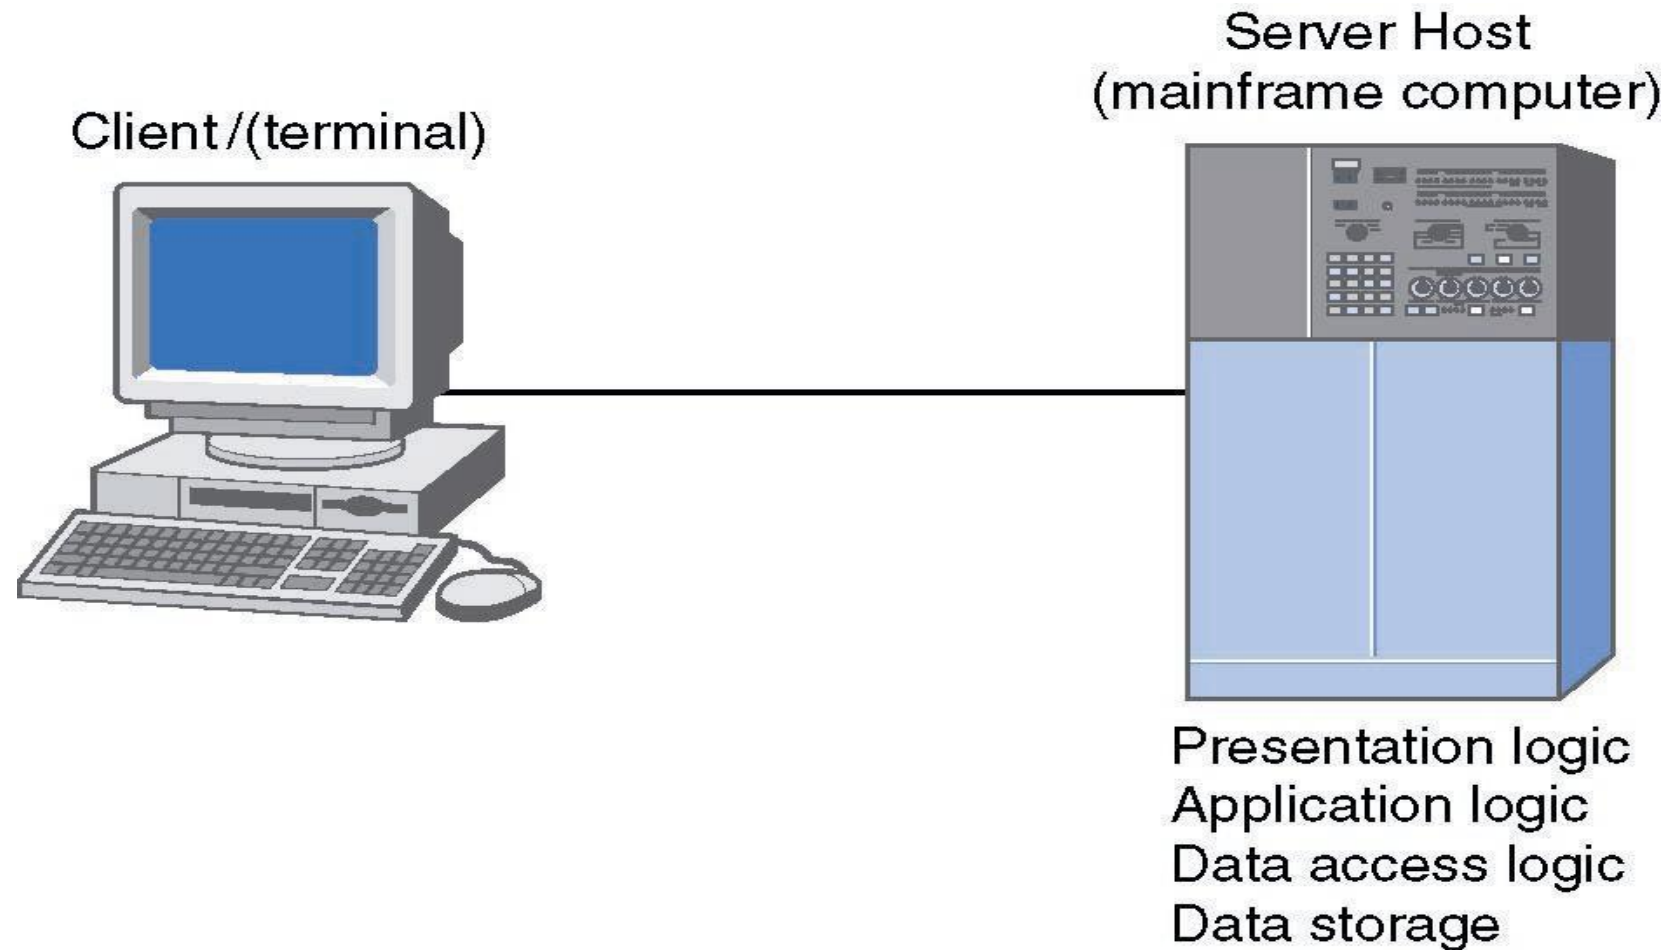 Client/(terminal)
Server Host
(mainframe computer)
Presentation logic
Application logic
Data access logic
Data storage